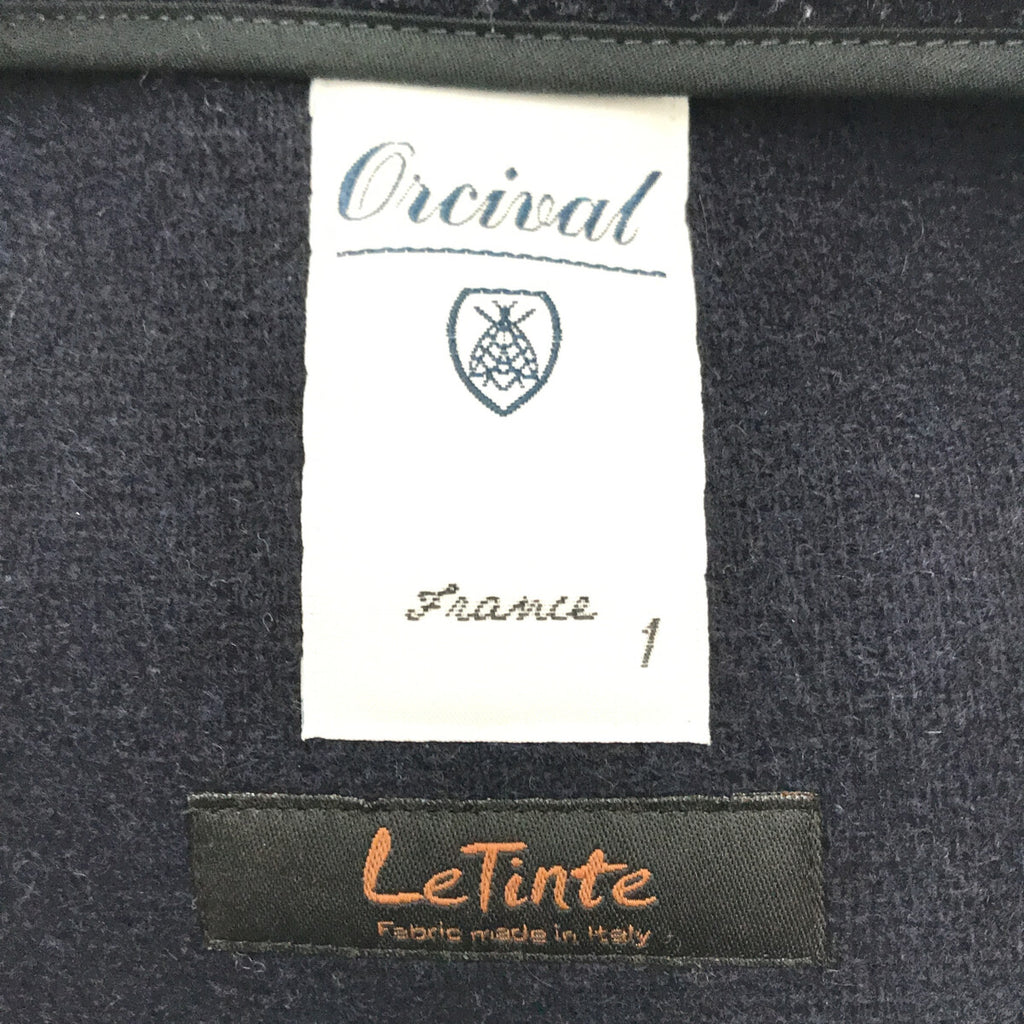 Orcival
France
1
LeTinte
Fabric made in Italy